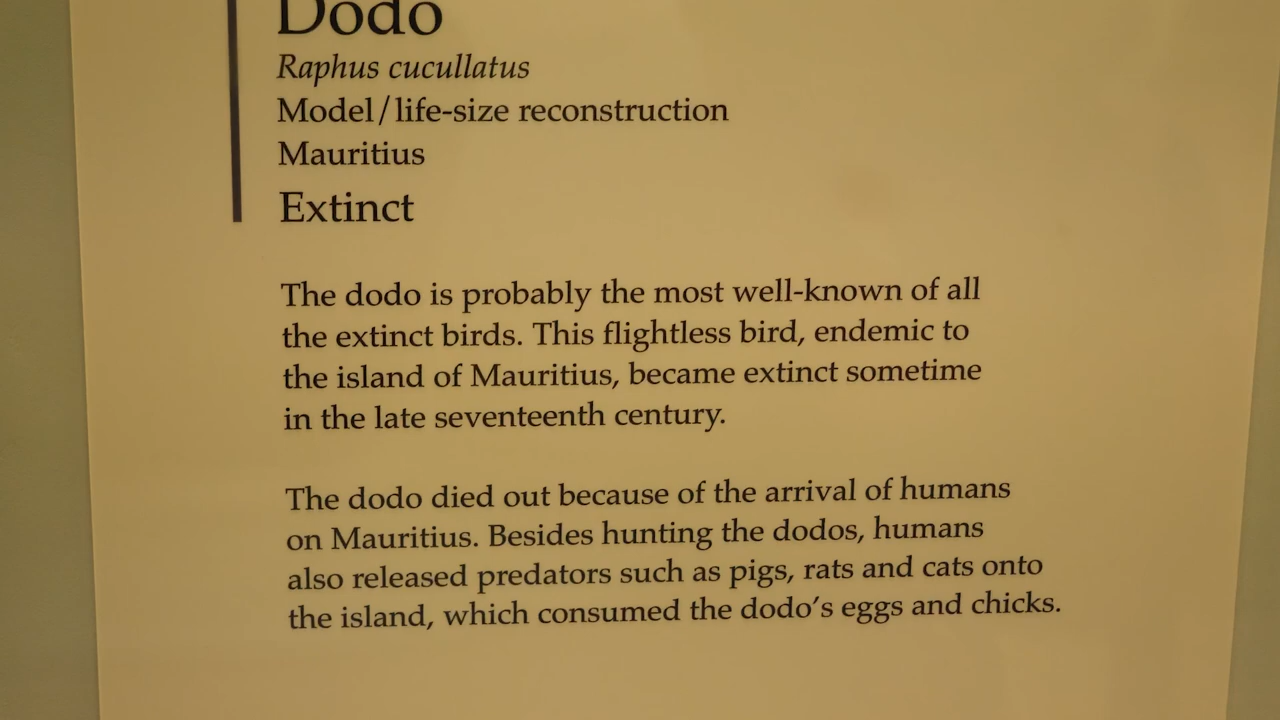 Dodo
Raphus cucullatus
Model/life-size reconstruction
Mauritius
Extinct
The dodo is probably the most well-known of all
the extinct birds. This flightless bird, endemic to
the island of Mauritius, became extinct sometime
in the late seventeenth century.
The dodo died out because of the arrival of humans
on Mauritius. Besides hunting the dodos, humans
also released predators such as pigs, rats and cats onto
the island, which consumed the dodo's eggs and chicks.